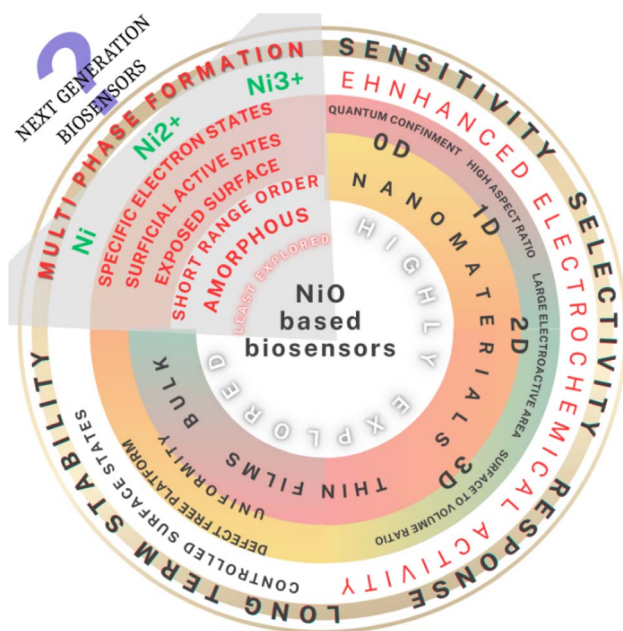 ?
NEXT GENERATION
BIOSENSORS
MULTI PHASE FORMATION
Ni
Ni2+
Ni3+
SPECIFIC ELECTRON STATES
SURFICIAL ACTIVE SITES
EXPOSED SURFACE
SHORT RANGE ORDER
AMORPHOUS
LEAST EXPLORED
NiO
based
biosensors
HIGHLY EXPLORED
SENSITIVITY
SELECTIVITY
RESPONSE
LONG TERM STABILITY
EHNHANCED ELECTROCHEMICAL ACTIVITY
QUANTUM CONFINMENT
HIGH ASPECT RATIO
LARGE ELECTROACTIVE AREA
SURFACE TO VOLUME RATIO
0D
1D
2D
3D
NANOMATERIALS
THIN FILMS
BULK
UNIFORMITY
DEFECT FREE PLATFORM
CONTROLLED SURFACE STATES